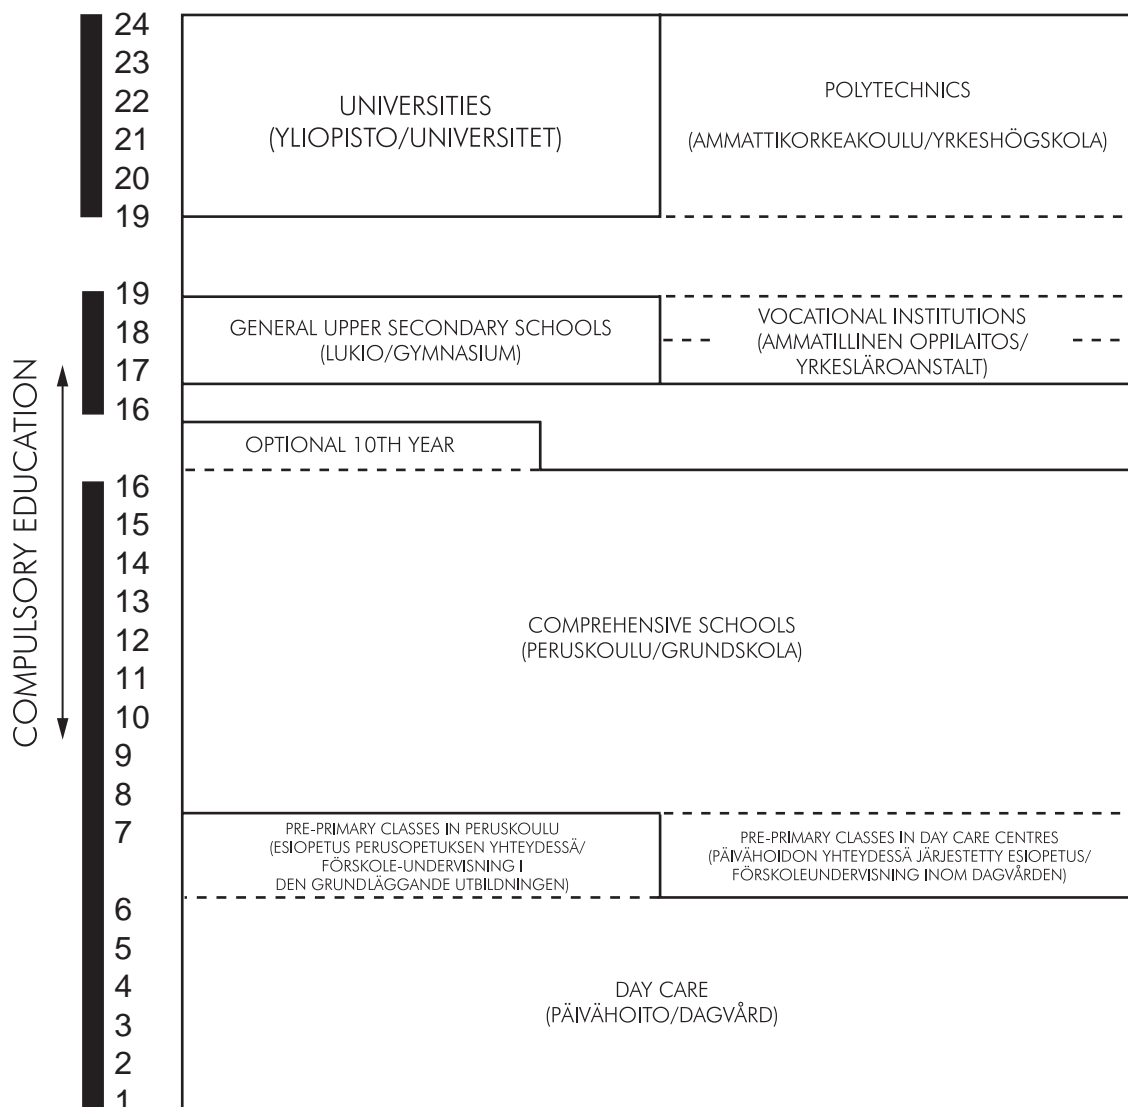 24
23
22
21
20
19
UNIVERSITIES
(YLIOPISTO/UNIVERSITET)
POLYTECHNICS
(AMMATTIKORKEAKOULU/YRKESHÖGSKOLA)
19
18
17
16
GENERAL UPPER SECONDARY SCHOOLS
(LUKIO/GYMNASIUM)
VOCATIONAL INSTITUTIONS
(AMMATILLINEN OPPILAITOS/
YRKESLÄROANSTALT)
COMPULSORY EDUCATION
OPTIONAL 10TH YEAR
16
15
14
13
12
11
10
9
8
7
COMPREHENSIVE SCHOOLS
(PERUSKOULU/GRUNDSKOLA)
PRE-PRIMARY CLASSES IN PERUSKOULU
(ESIOPETUS PERUSOPETUKSEN YHTEYDESSÄ/
FÖRSKOLE-UNDERVISNING I
DEN GRUNDLÄGGANDE UTBILDNINGEN)
PRE-PRIMARY CLASSES IN DAY CARE CENTRES
(PÄIVÄHOIDON YHTEYDESSÄ JÄRJESTETTY ESIOPETUS/
FÖRSKOLEUNDERVISNING INOM DAGVÅRDEN)
6
5
4
3
2
1
DAY CARE
(PÄIVÄHOITO/DAGVÅRD)